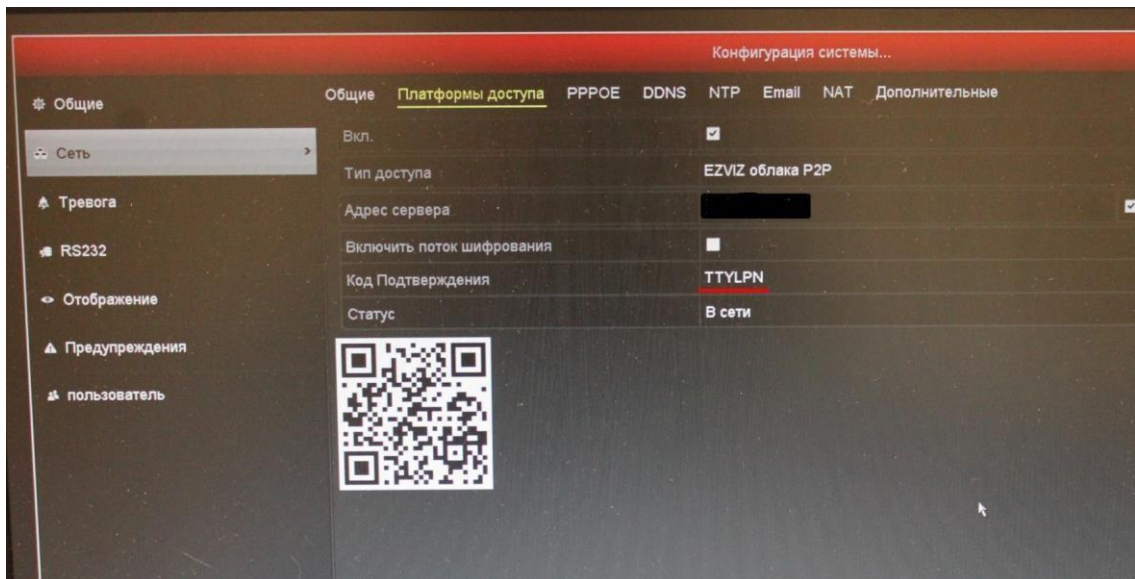 Конфигурация системы...
Общие
Сеть >
Тревога
RS232
Отображение
Предупреждения
пользователь
Общие Платформы доступа PPPOE DDNS NTP Email NAT Дополнительные
Вкл.
Тип доступа EZVIZ облака P2P
Адрес сервера
Включить поток шифрования
Код Подтверждения TTYLPN
Статус В сети